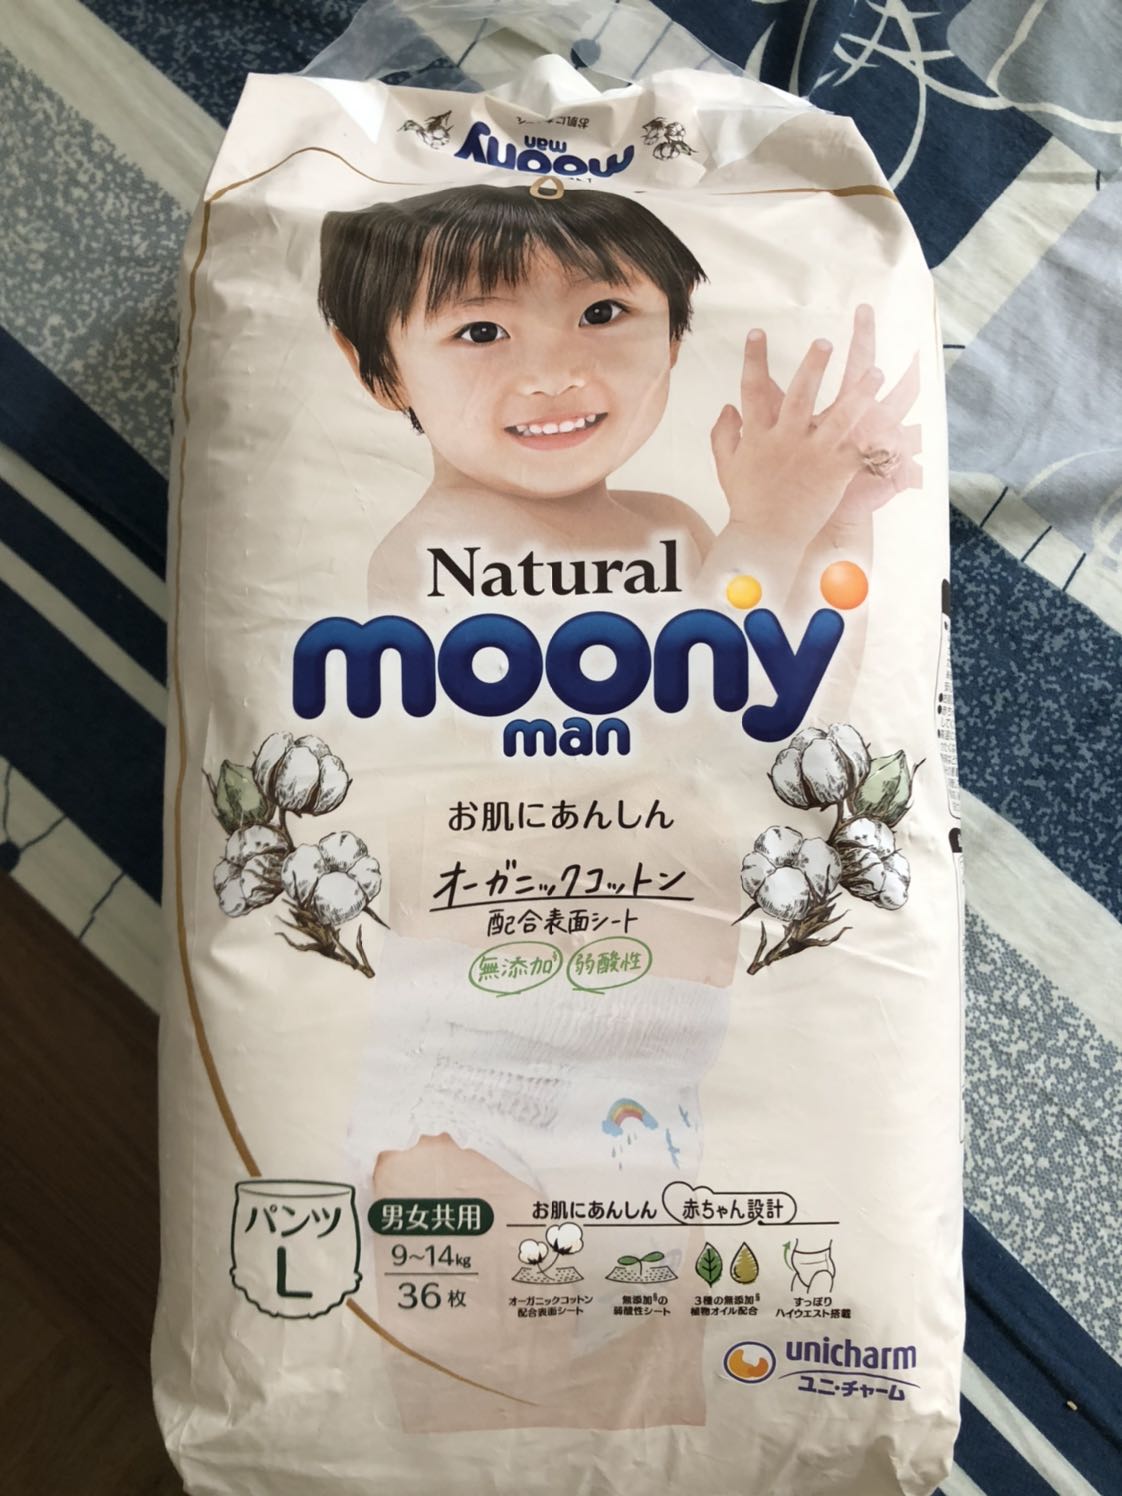 moony
man
Natural
moony
man
お肌にあんしん
オーガニックコットン
配合表面シート
無添加 弱酸性
パンツ
L
男女共用
9~14kg
36枚
お肌にあんしん 赤ちゃん設計
オーガニックコットン
配合表面シート
無添加§の
弱酸性シート
3種の無添加§
植物オイル配合
すっぽり
ハイウエスト搭載
unicharm
ユニ・チャーム